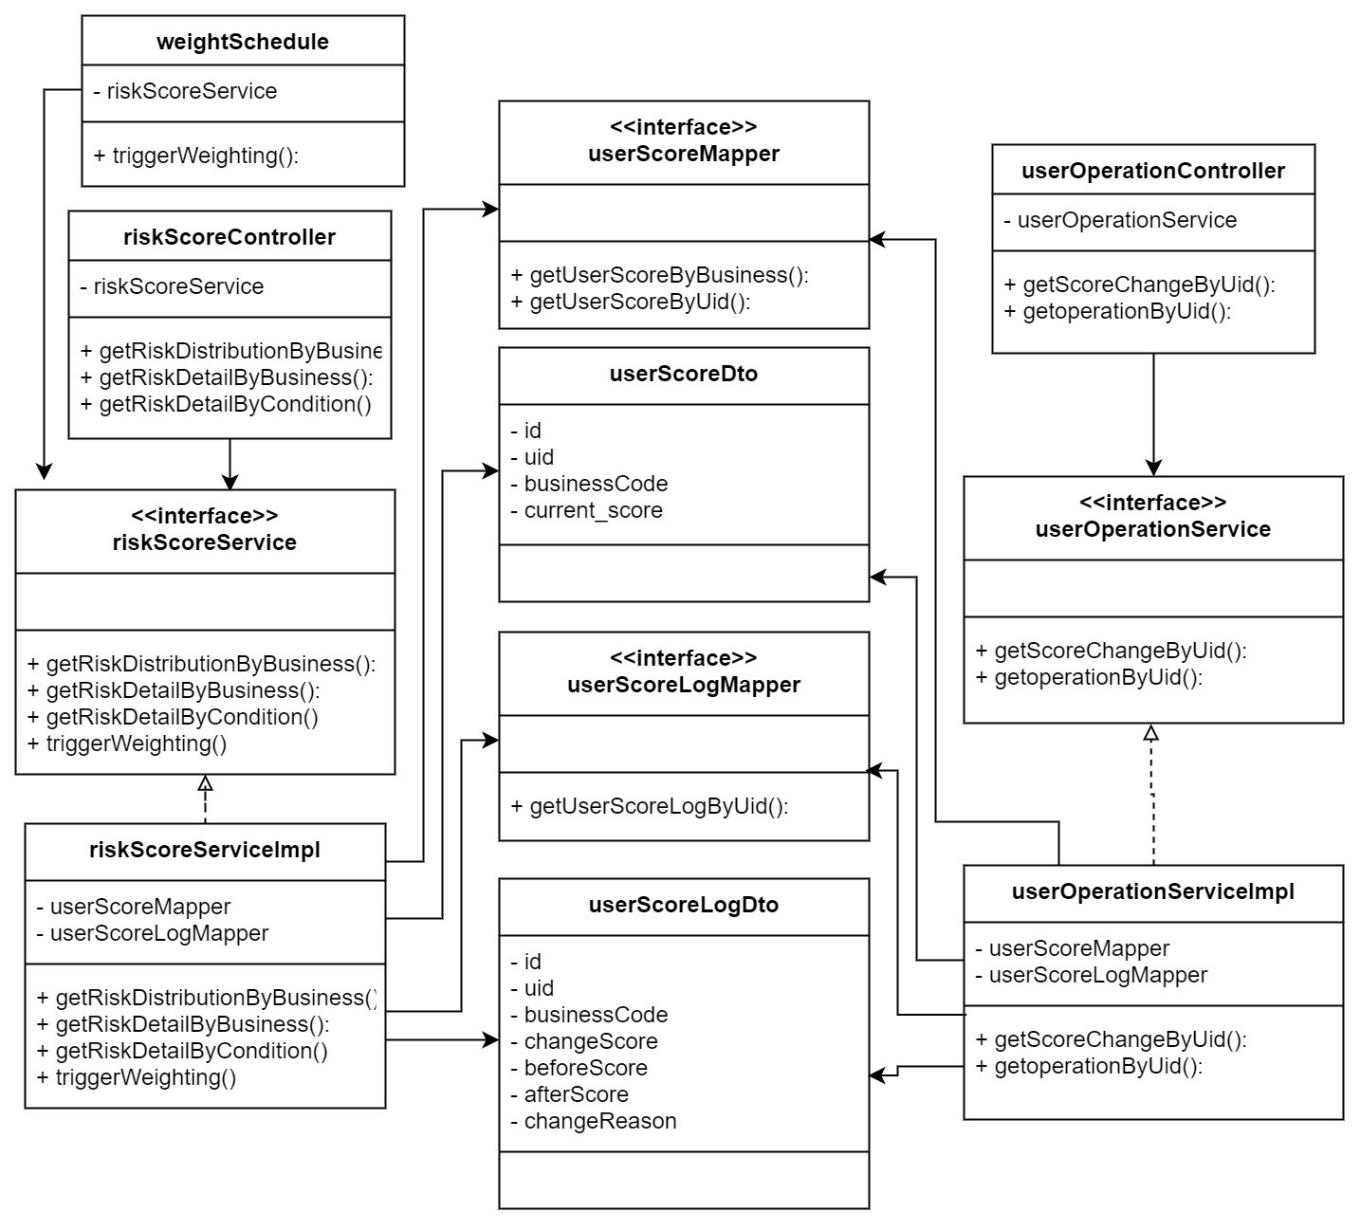 weightSchedule
- riskScoreService
+ triggerWeighting():
riskScoreController
- riskScoreService
+ getRiskDistributionByBusine
+ getRiskDetailByBusiness():
+ getRiskDetailByCondition()
<<interface>>
riskScoreService
+ getRiskDistributionByBusiness():
+ getRiskDetailByBusiness():
+ getRiskDetailByCondition()
+ triggerWeighting()
riskScoreServiceImpl
- userScoreMapper
- userScoreLogMapper
+ getRiskDistributionByBusiness()
+ getRiskDetailByBusiness():
+ getRiskDetailByCondition()
+ triggerWeighting()
<<interface>>
userScoreMapper
+ getUserScoreByBusiness():
+ getUserScoreByUid():
userScoreDto
- id
- uid
- businessCode
- current_score
<<interface>>
userScoreLogMapper
+ getUserScoreLogByUid():
userScoreLogDto
- id
- uid
- businessCode
- changeScore
- beforeScore
- afterScore
- changeReason
userOperationController
- userOperationService
+ getScoreChangeByUid():
+ getoperationByUid():
<<interface>>
userOperationService
+ getScoreChangeByUid():
+ getoperationByUid():
userOperationServiceImpl
- userScoreMapper
- userScoreLogMapper
+ getScoreChangeByUid():
+ getoperationByUid():